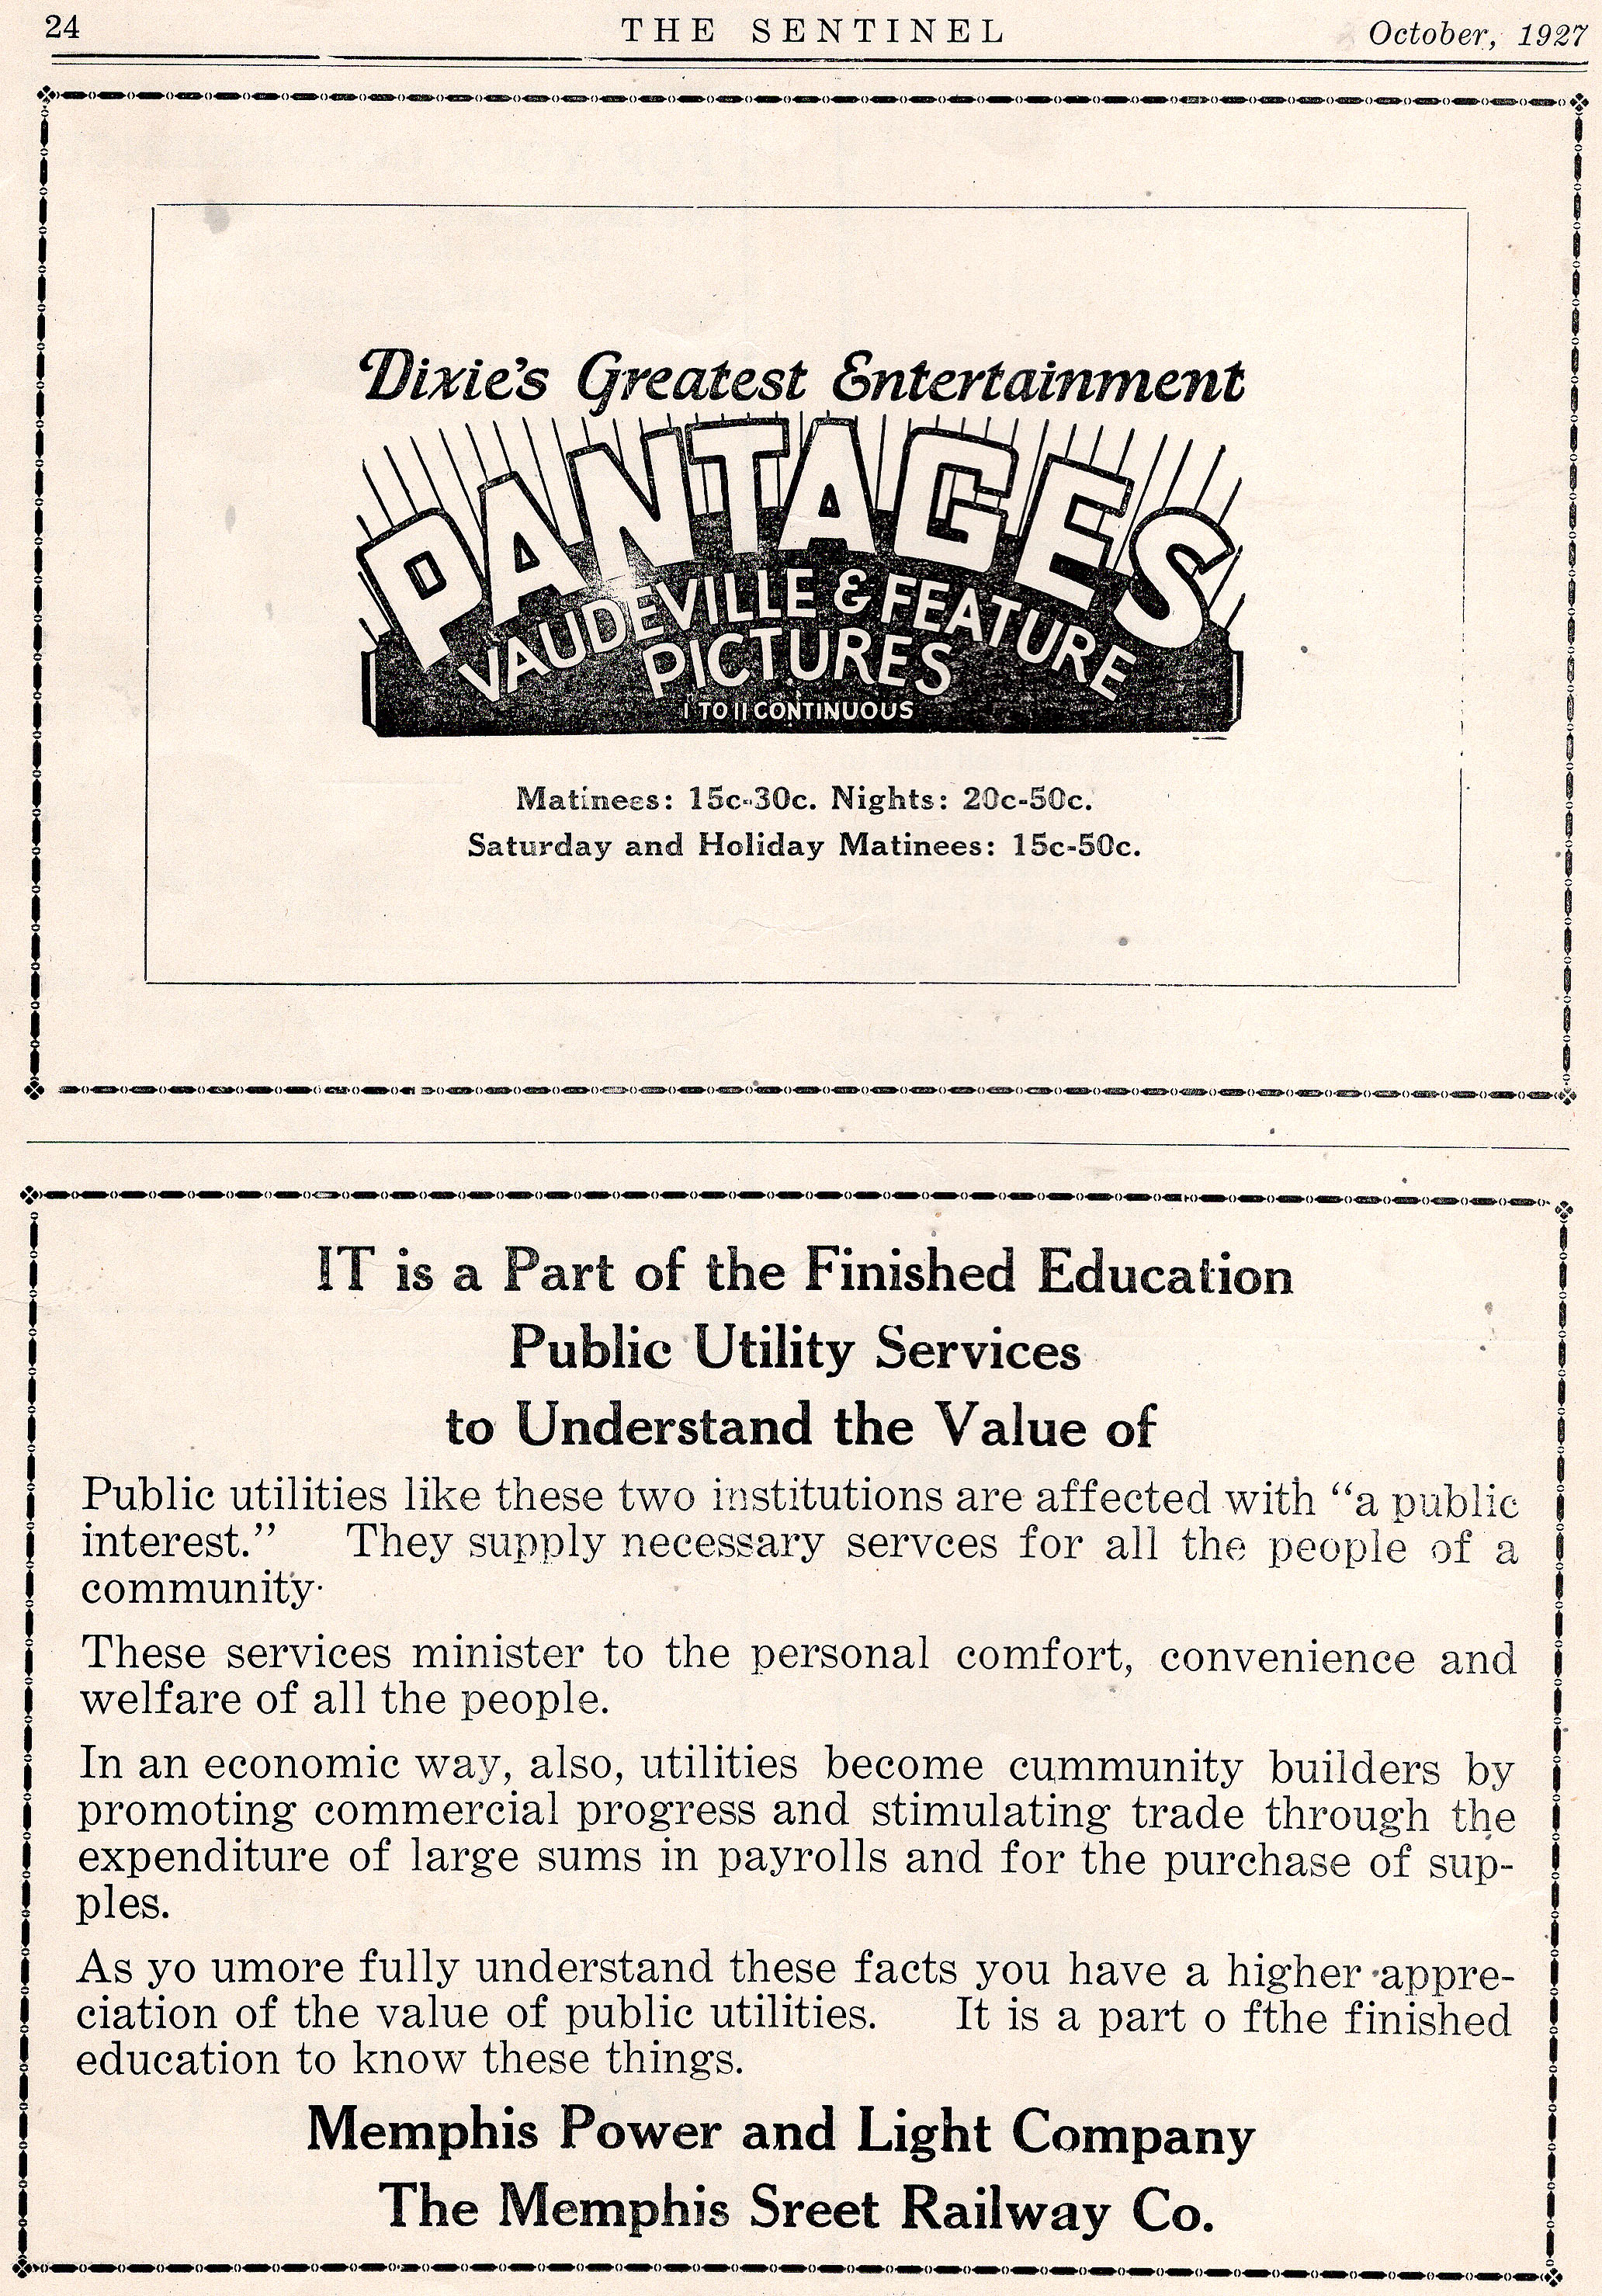 24
THE SENTINEL
October, 1927
Dixie's Greatest Entertainment
PANTAGES
VAUDEVILLE & FEATURE
PICTURES
1 TO 11 CONTINUOUS
Matinees: 15c-30c. Nights: 20c-50c.
Saturday and Holiday Matinees: 15c-50c.
IT is a Part of the Finished Education
Public Utility Services
to Understand the Value of
Public utilities like these two institutions are affected with “a public
interest.” They supply necessary servces for all the people of a
community·
These services minister to the personal comfort, convenience and
welfare of all the people.
In an economic way, also, utilities become cummunity builders by
promoting commercial progress and stimulating trade through the
expenditure of large sums in payrolls and for the purchase of sup-
ples.
As yo umore fully understand these facts you have a higher appre-
ciation of the value of public utilities. It is a part o fthe finished
education to know these things.
Memphis Power and Light Company
The Memphis Sreet Railway Co.